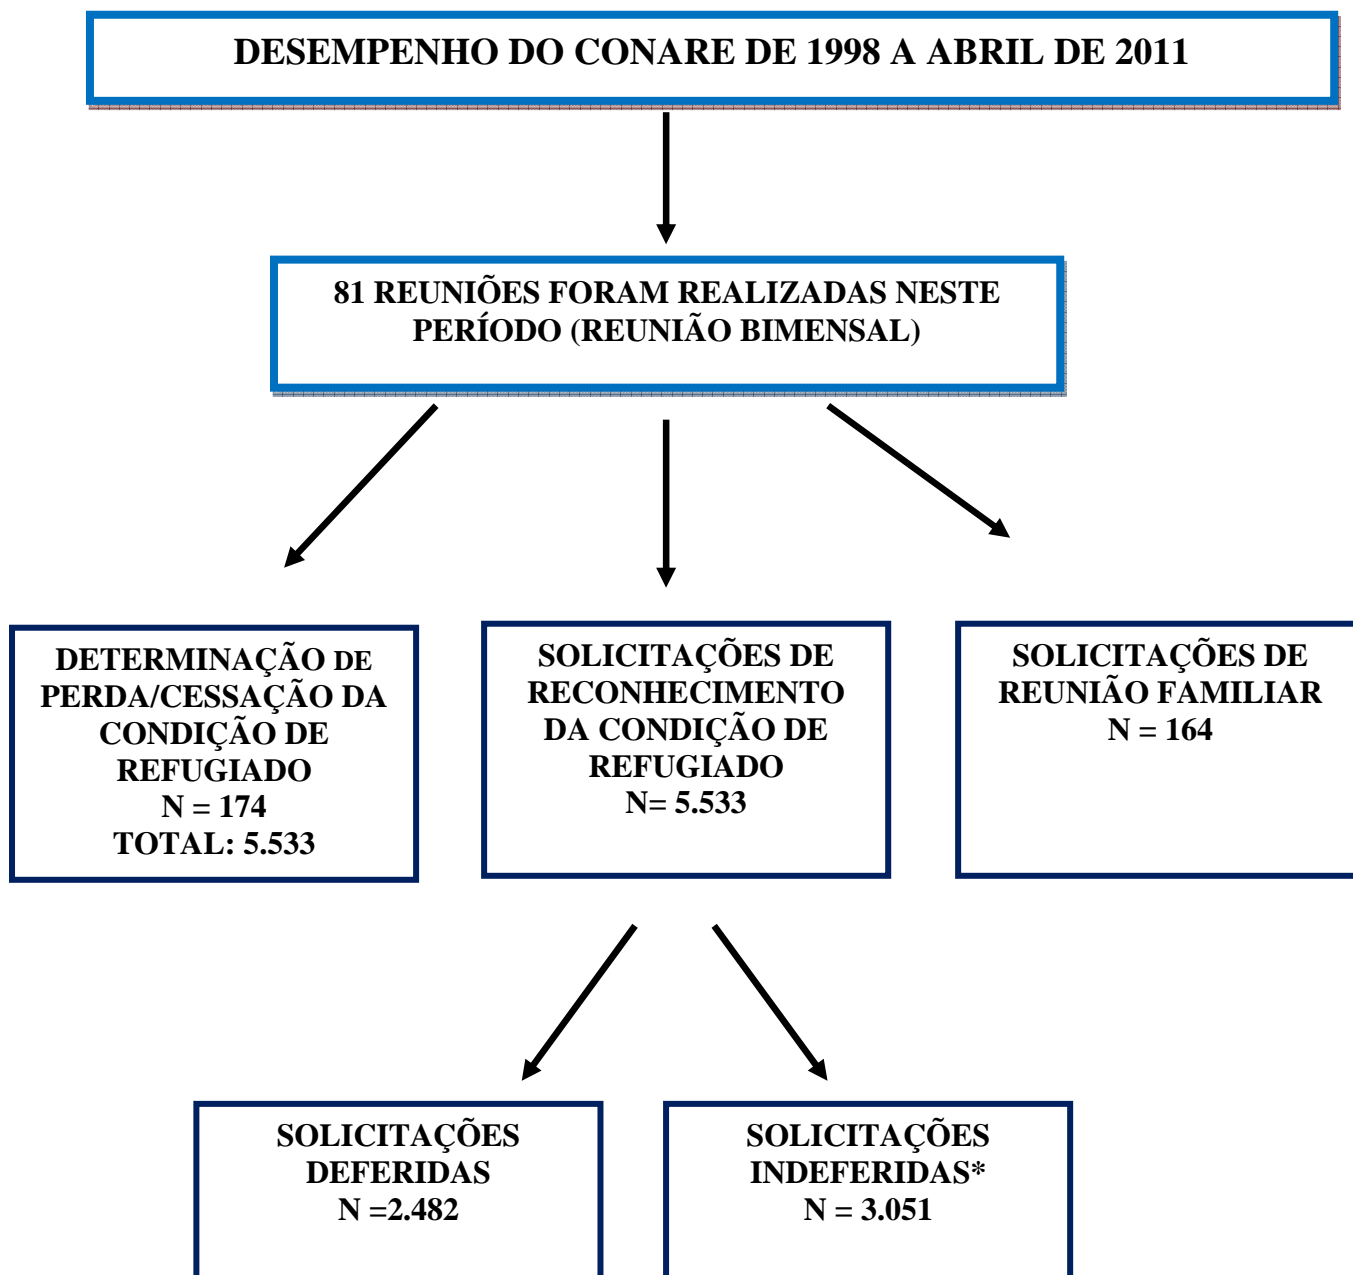 DESEMPENHO DO CONARE DE 1998 A ABRIL DE 2011
81 REUNIÕES FORAM REALIZADAS NESTE
PERÍODO (REUNIÃO BIMENSAL)
DETERMINAÇÃO DE
PERDA/CESSAÇÃO DA
CONDIÇÃO DE
REFUGIADO
N = 174
TOTAL: 5.533
SOLICITAÇÕES DE
RECONHECIMENTO
DA CONDIÇÃO DE
REFUGIADO
N= 5.533
SOLICITAÇÕES DE
REUNIÃO FAMILIAR
N = 164
SOLICITAÇÕES
DEFERIDAS
N =2.482
SOLICITAÇÕES
INDEFERIDAS*
N = 3.051